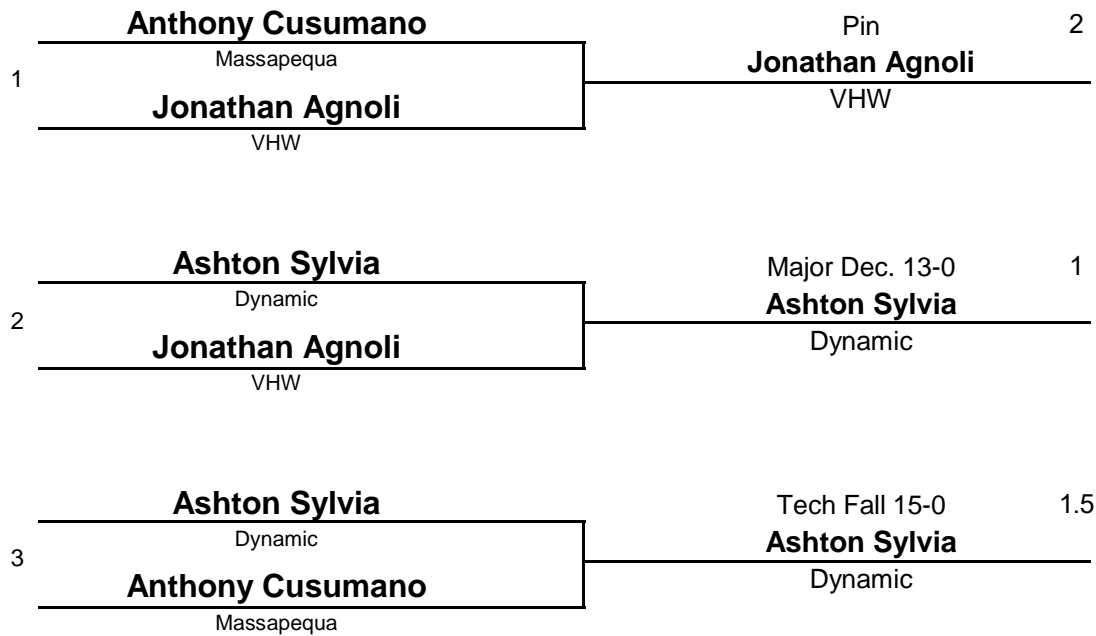 Anthony Cusumano
Pin 2
Massapequa
Jonathan Agnoli
1
Jonathan Agnoli
VHW
VHW
Ashton Sylvia
Major Dec. 13-0 1
Dynamic
Ashton Sylvia
2
Jonathan Agnoli
Dynamic
VHW
Ashton Sylvia
Tech Fall 15-0 1.5
Dynamic
Ashton Sylvia
3
Anthony Cusumano
Dynamic
Massapequa